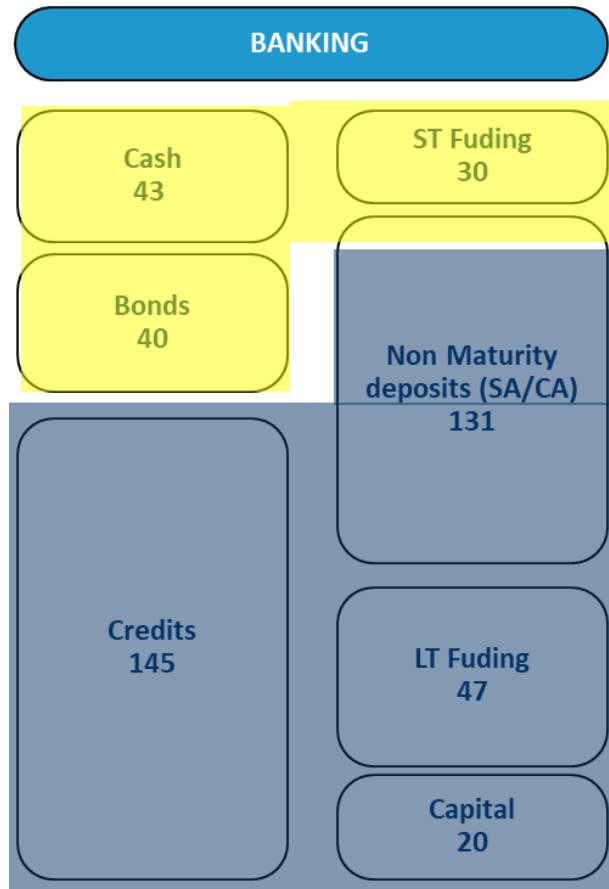 BANKING
Cash
43
Bonds
40
Credits
145
ST Fuding
30
Non Maturity
deposits (SA/CA)
131
LT Fuding
47
Capital
20